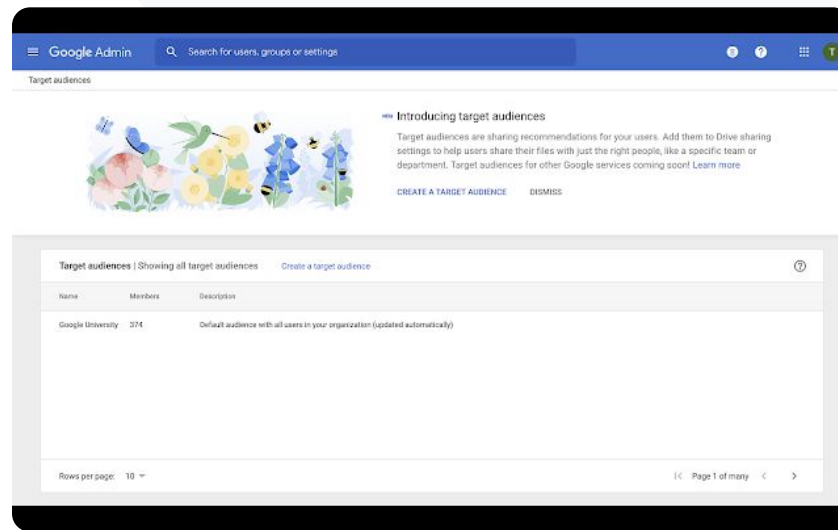 Google Admin
Search for users, groups or settings
T
Target audiences
NEW Introducing target audiences
Target audiences are sharing recommendations for your users. Add them to Drive sharing
settings to help users share their files with just the right people, like a specific team or
department. Target audiences for other Google services coming soon! Learn more
CREATE A TARGET AUDIENCE DISMISS
Target audiences | Showing all target audiences Create a target audience
Name Members Description
Google University 374 Default audience with all users in your organization (updated automatically)
Rows per page: 10 Page 1 of many